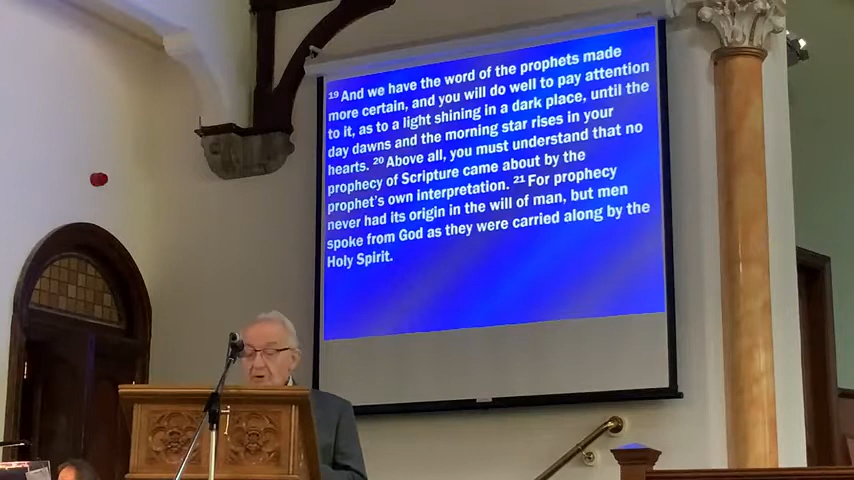 19 And we have the word of the prophets made
more certain, and you will do well to pay attention
to it, as to a light shining in a dark place, until the
day dawns and the morning star rises in your
hearts. 20 Above all, you must understand that no
prophecy of Scripture came about by the
prophet's own interpretation. 21 For prophecy
never had its origin in the will of man, but men
spoke from God as they were carried along by the
Holy Spirit.